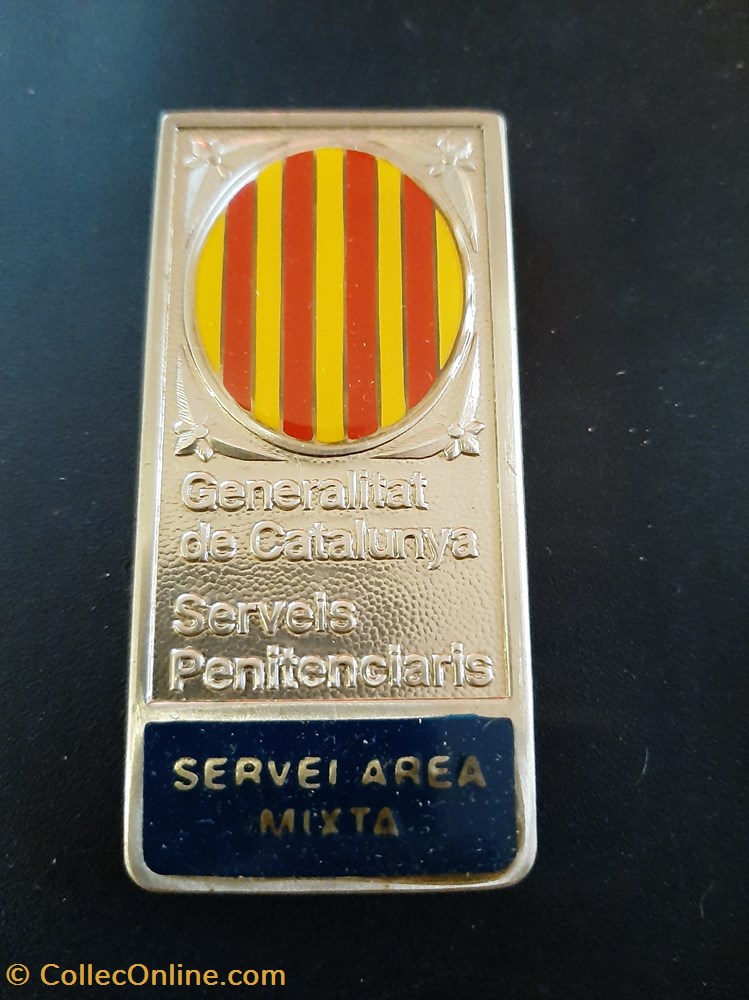 Generalitat
de Catalunya
Serveis
Penitenciaris
SERVEI AREA
MIXTA
© CollecOnline.com